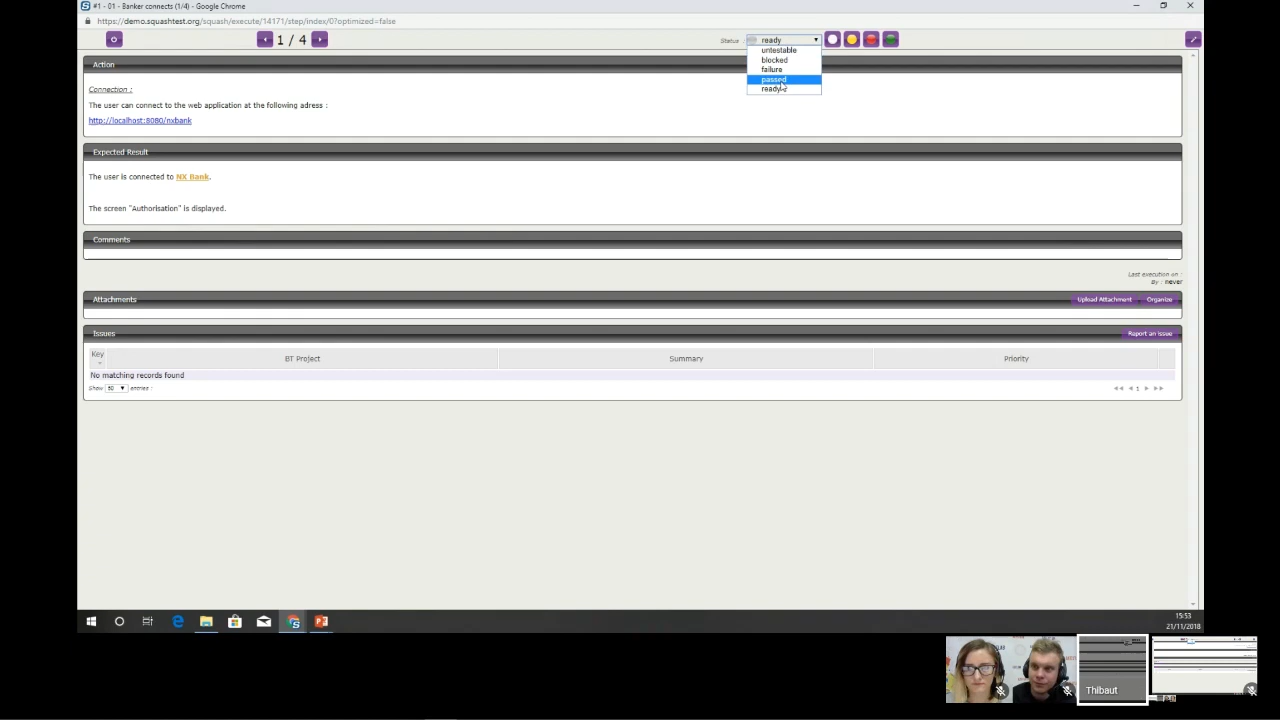 #1 - 01 - Banker connects (1/4) - Google Chrome
https://demo.squashtest.org/squash/execute/14171/step/index/0?optimized=false
1 / 4
Status :
ready
untestable
blocked
failure
passed
ready
Action
Connection :
The user can connect to the web application at the following adress :
http://localhost:8080/nxbank
Expected Result
The user is connected to NX Bank.
The screen "Authorisation" is displayed.
Comments
Last execution on :
By : never
Attachments
Upload Attachment Organize
Issues
Report an issue
Key BT Project Summary Priority
No matching records found
Show 50 entries :
1
15:53
21/11/2018
Thibaut